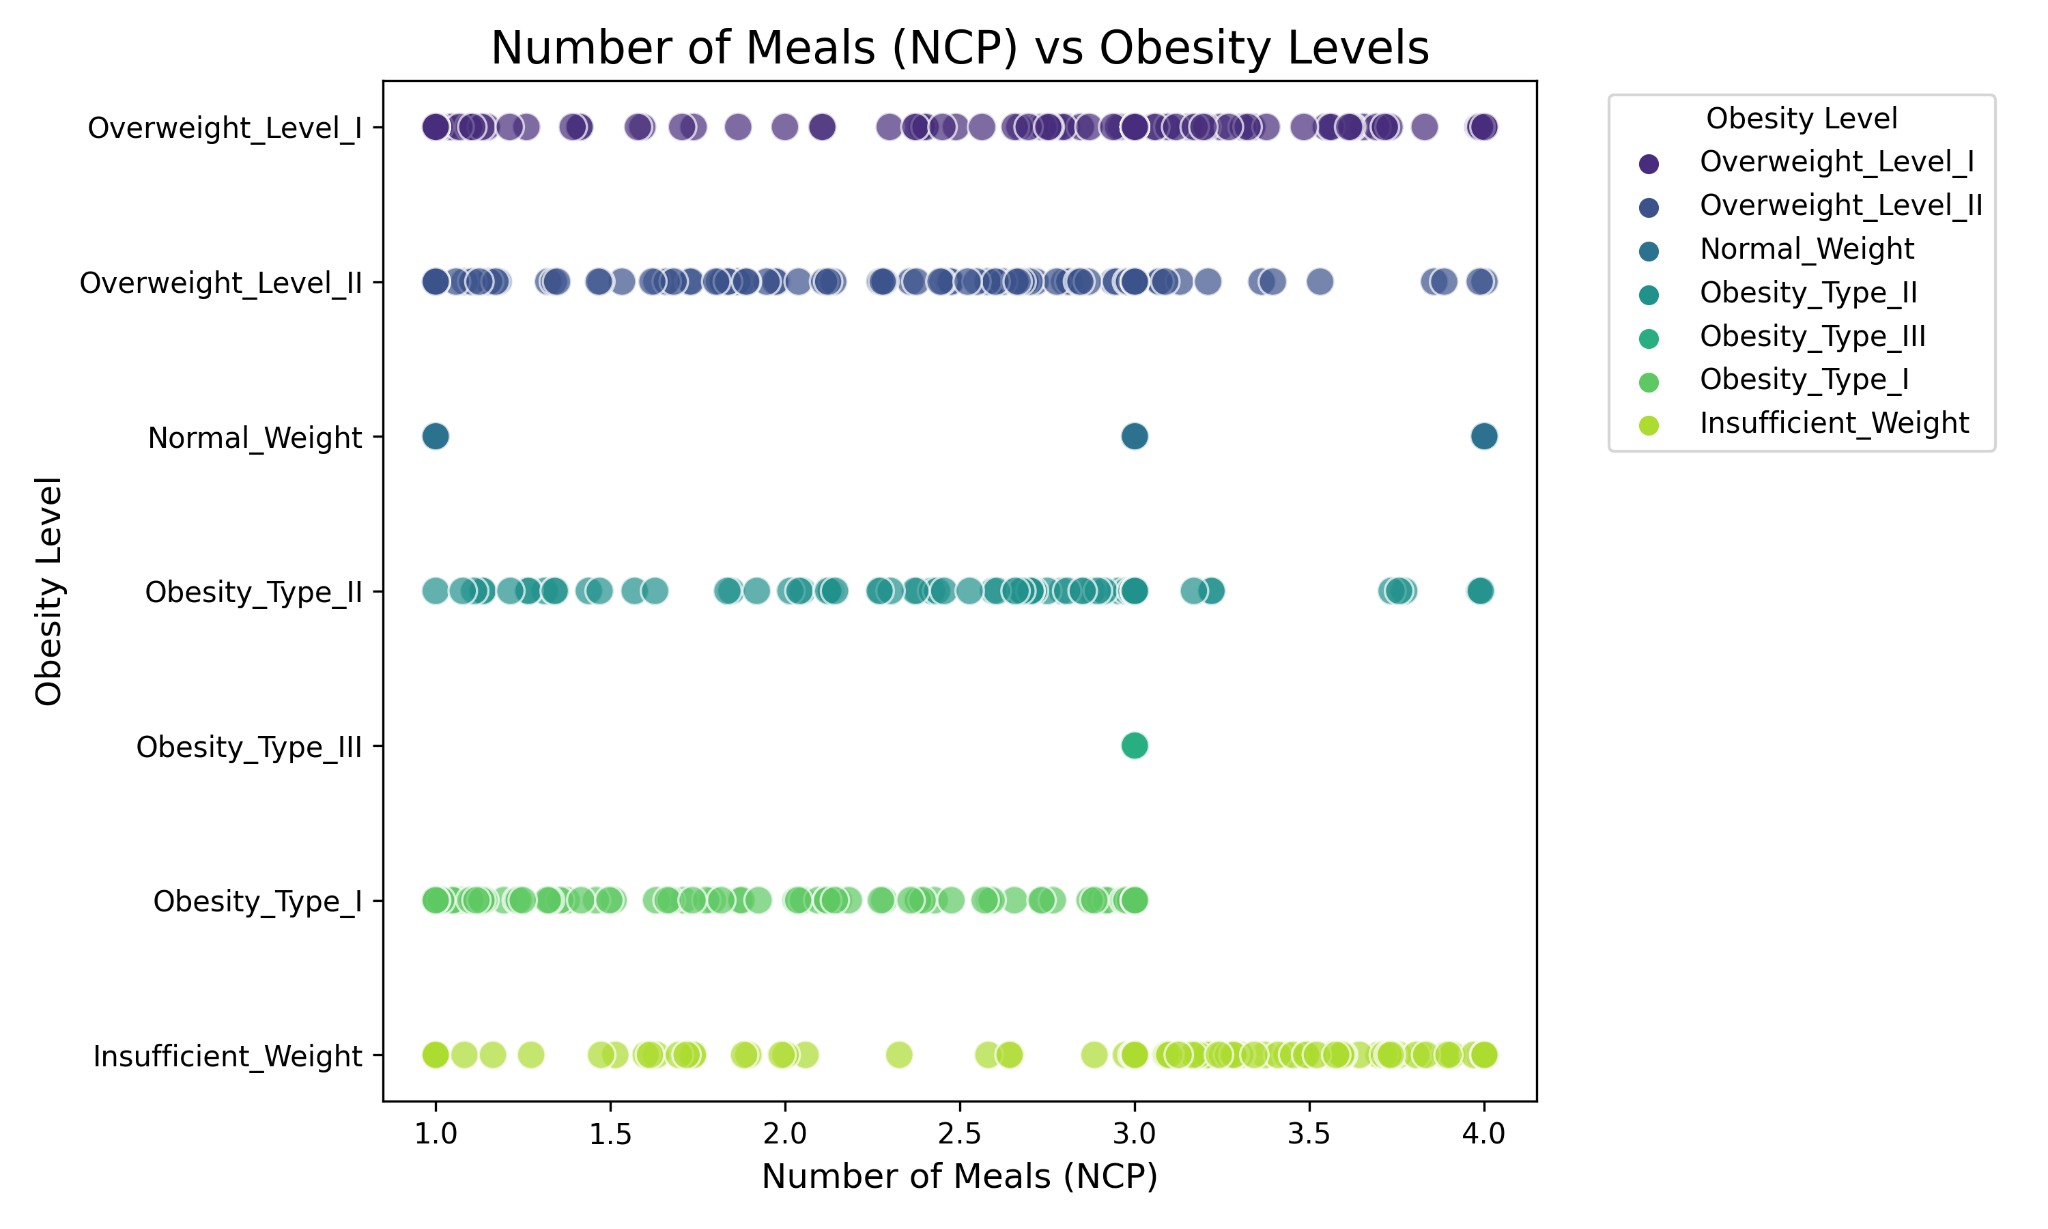 Number of Meals (NCP) vs Obesity Levels
Obesity Level
Overweight_Level_I
Overweight_Level_II
Normal_Weight
Obesity_Type_II
Obesity_Type_III
Obesity_Type_I
Insufficient_Weight
1.0 1.5 2.0 2.5 3.0 3.5 4.0
Number of Meals (NCP)
Obesity Level
Overweight_Level_I
Overweight_Level_II
Normal_Weight
Obesity_Type_II
Obesity_Type_III
Obesity_Type_I
Insufficient_Weight